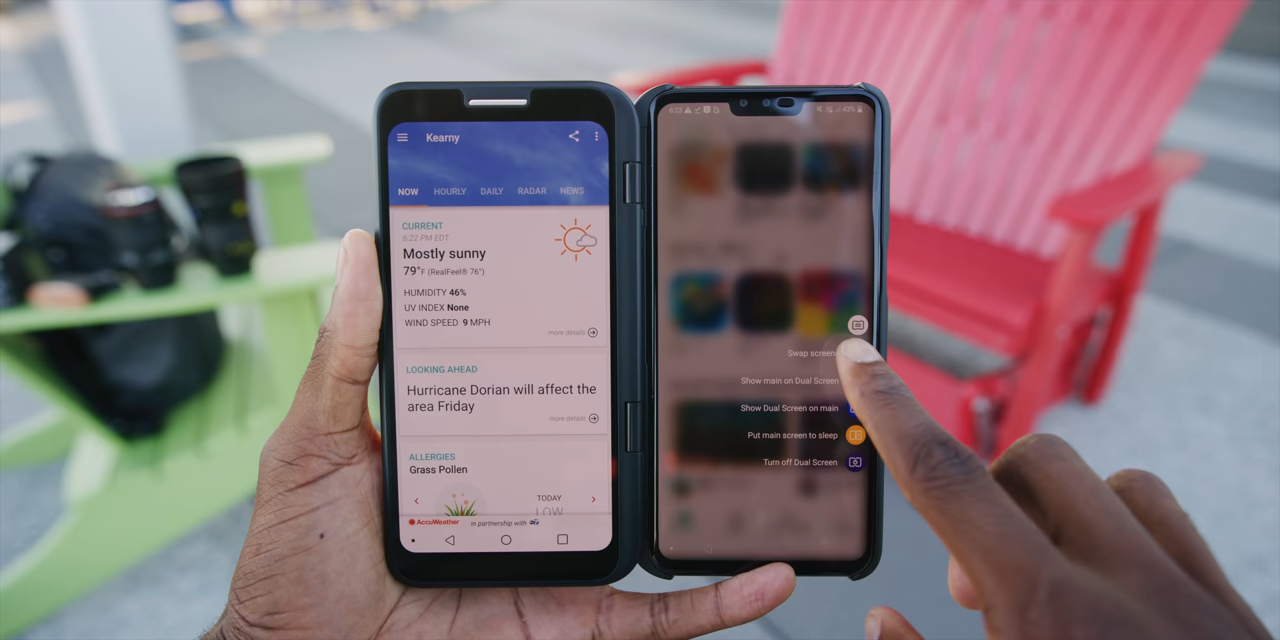 Kearny
NOW HOURLY DAILY RADAR NEWS
CURRENT
6:22 PM EDT
Mostly sunny
79°F (RealFeel® 76°)
HUMIDITY 46%
UV INDEX None
WIND SPEED 9 MPH
more details
LOOKING AHEAD
Hurricane Dorian will affect the
area Friday
more details
ALLERGIES
Grass Pollen
TODAY
LOW
AccuWeather in partnership with
43%
Swap screen
Show main on Dual Screen
Show Dual Screen on main
Put main screen to sleep
Turn off Dual Screen